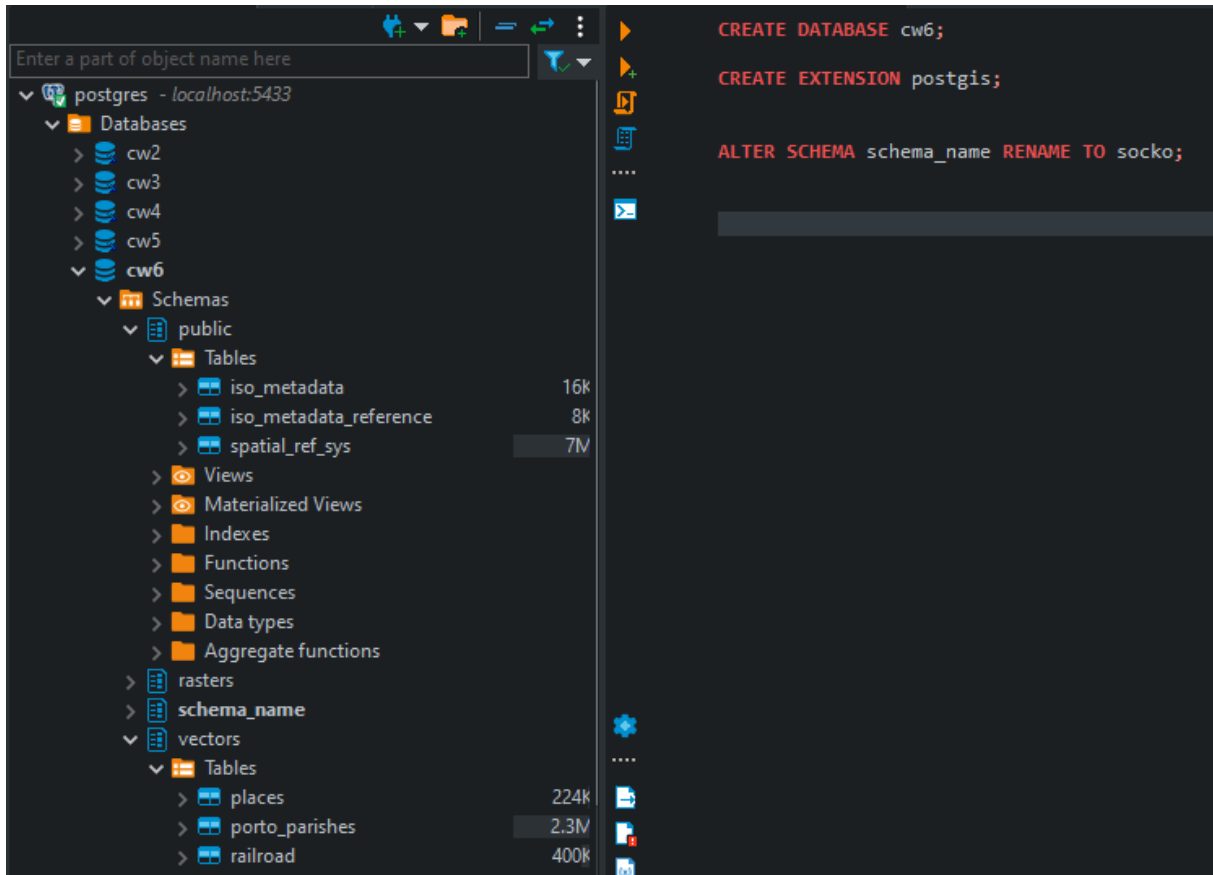 Enter a part of object name here
postgres - localhost:5433
Databases
cw2
cw3
cw4
cw5
cw6
Schemas
public
Tables
iso_metadata 16K
iso_metadata_reference 8K
spatial_ref_sys 7M
Views
Materialized Views
Indexes
Functions
Sequences
Data types
Aggregate functions
rasters
schema_name
vectors
Tables
places 224K
porto_parishes 2.3M
railroad 400K
CREATE DATABASE cw6;
CREATE EXTENSION postgis;
ALTER SCHEMA schema_name RENAME TO socko;